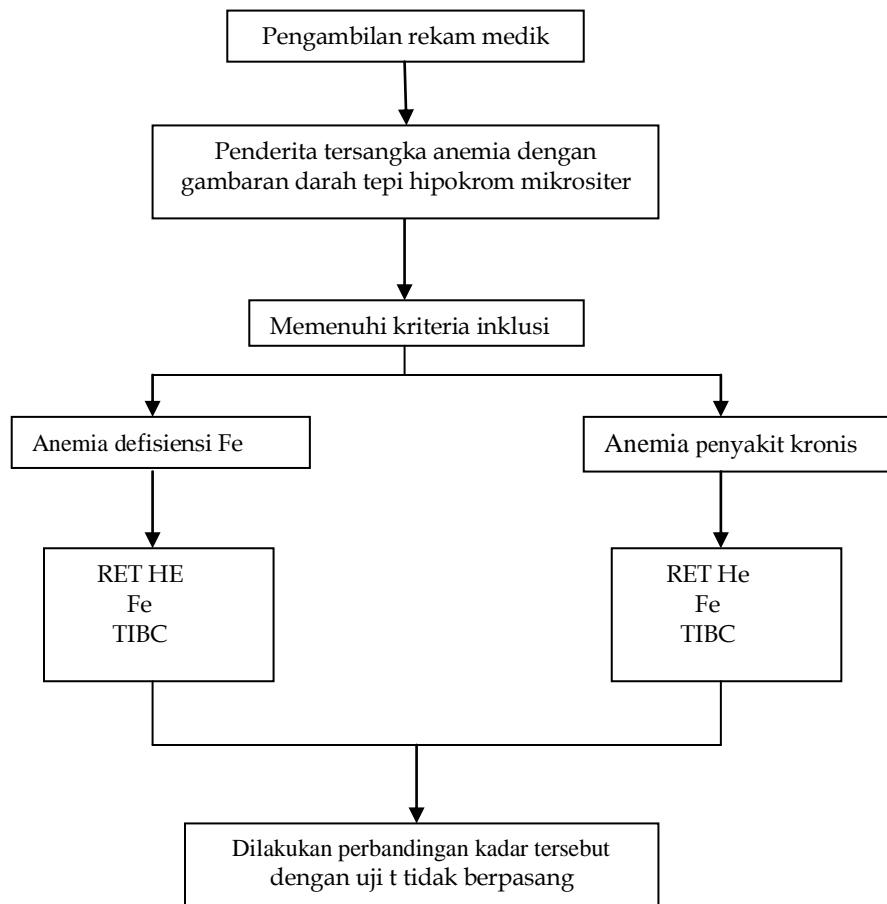 Pengambilan rekam medik
Penderita tersangka anemia dengan
gambaran darah tepi hipokrom mikrositer
Memenuhi kriteria inklusi
Anemia defisiensi Fe
Anemia penyakit kronis
RET HE
Fe
TIBC
RET He
Fe
TIBC
Dilakukan perbandingan kadar tersebut
dengan uji t tidak berpasang